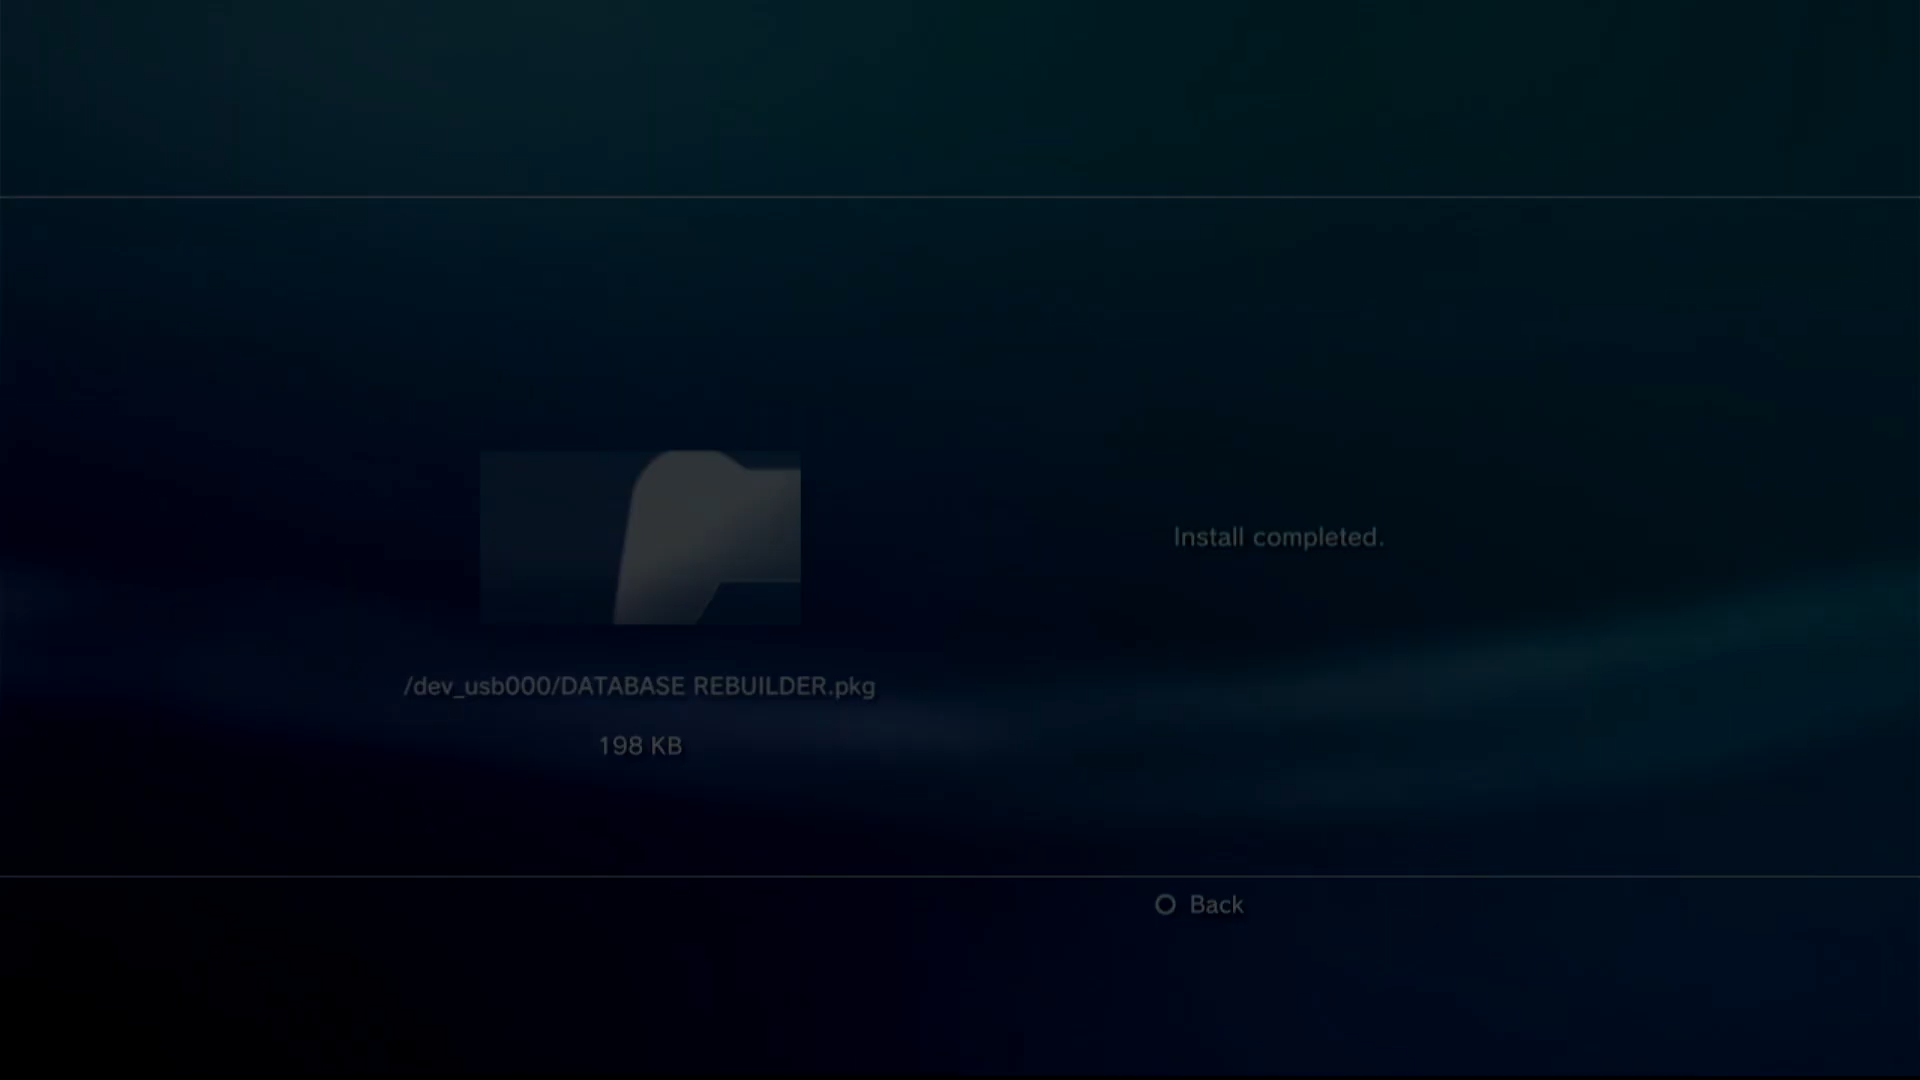 Install completed.
/dev_usb000/DATABASE REBUILDER.pkg
198 KB
Back